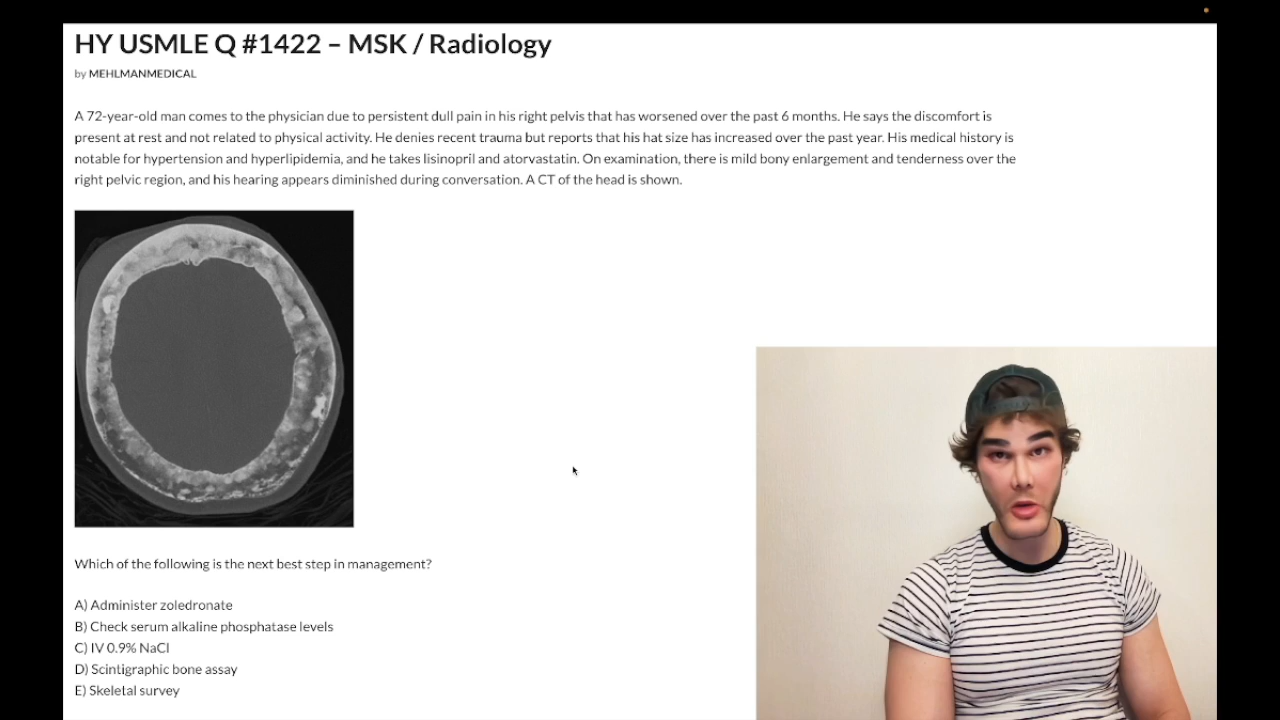 HY USMLE Q #1422 – MSK / Radiology
by MEHLMANMEDICAL
A 72-year-old man comes to the physician due to persistent dull pain in his right pelvis that has worsened over the past 6 months. He says the discomfort is
present at rest and not related to physical activity. He denies recent trauma but reports that his hat size has increased over the past year. His medical history is
notable for hypertension and hyperlipidemia, and he takes lisinopril and atorvastatin. On examination, there is mild bony enlargement and tenderness over the
right pelvic region, and his hearing appears diminished during conversation. A CT of the head is shown.
Which of the following is the next best step in management?
A) Administer zoledronate
B) Check serum alkaline phosphatase levels
C) IV 0.9% NaCl
D) Scintigraphic bone assay
E) Skeletal survey